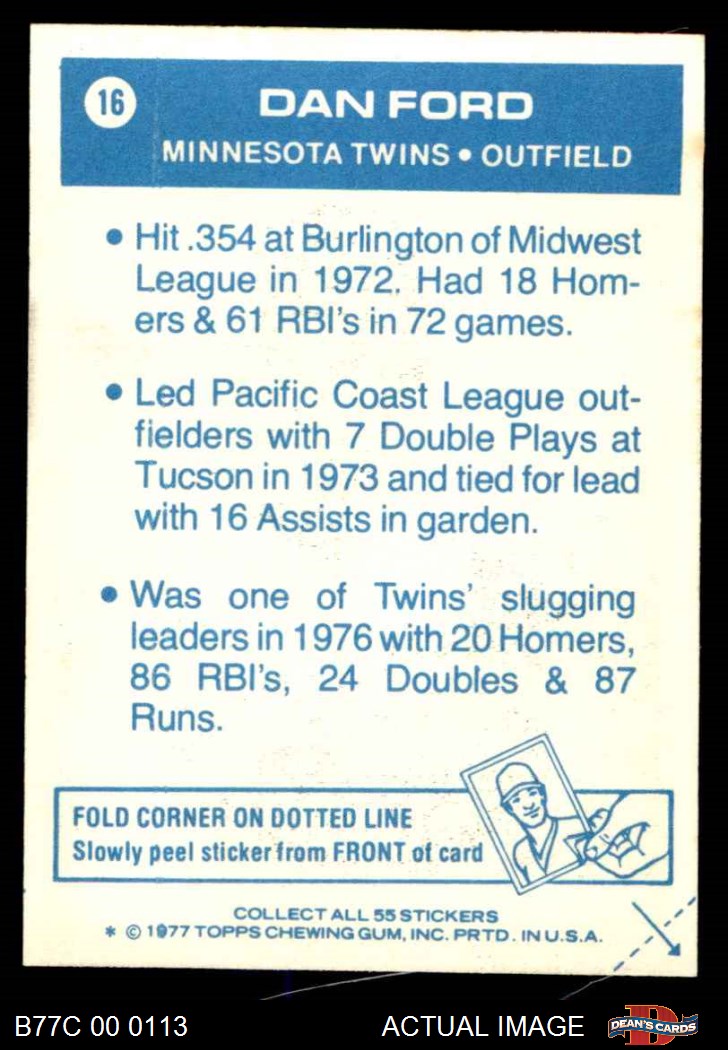 16
DAN FORD
MINNESOTA TWINS • OUTFIELD
• Hit .354 at Burlington of Midwest
League in 1972. Had 18 Hom-
ers & 61 RBI's in 72 games.
• Led Pacific Coast League out-
fielders with 7 Double Plays at
Tucson in 1973 and tied for lead
with 16 Assists in garden.
• Was one of Twins' slugging
leaders in 1976 with 20 Homers,
86 RBI's, 24 Doubles & 87
Runs.
FOLD CORNER ON DOTTED LINE
Slowly peel sticker from FRONT of card
COLLECT ALL 55 STICKERS
* © 1977 TOPPS CHEWING GUM, INC. PRTD. IN U.S.A.
B77C 00 0113
ACTUAL IMAGE
DEAN'S CARDS